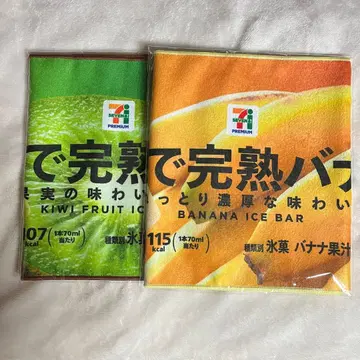 7
SEVEN&i
PREMIUM
で完熟
果実の味わい
KIWI FRUIT IC
107
kcal
(1本70ml
当たり)
種類別 氷菓
7
SEVEN&i
PREMIUM
で完熟バナ
っとり濃厚な味わい
BANANA ICE BAR
115
kcal
(1本70ml
当たり)
種類別 氷菓 バナナ果汁